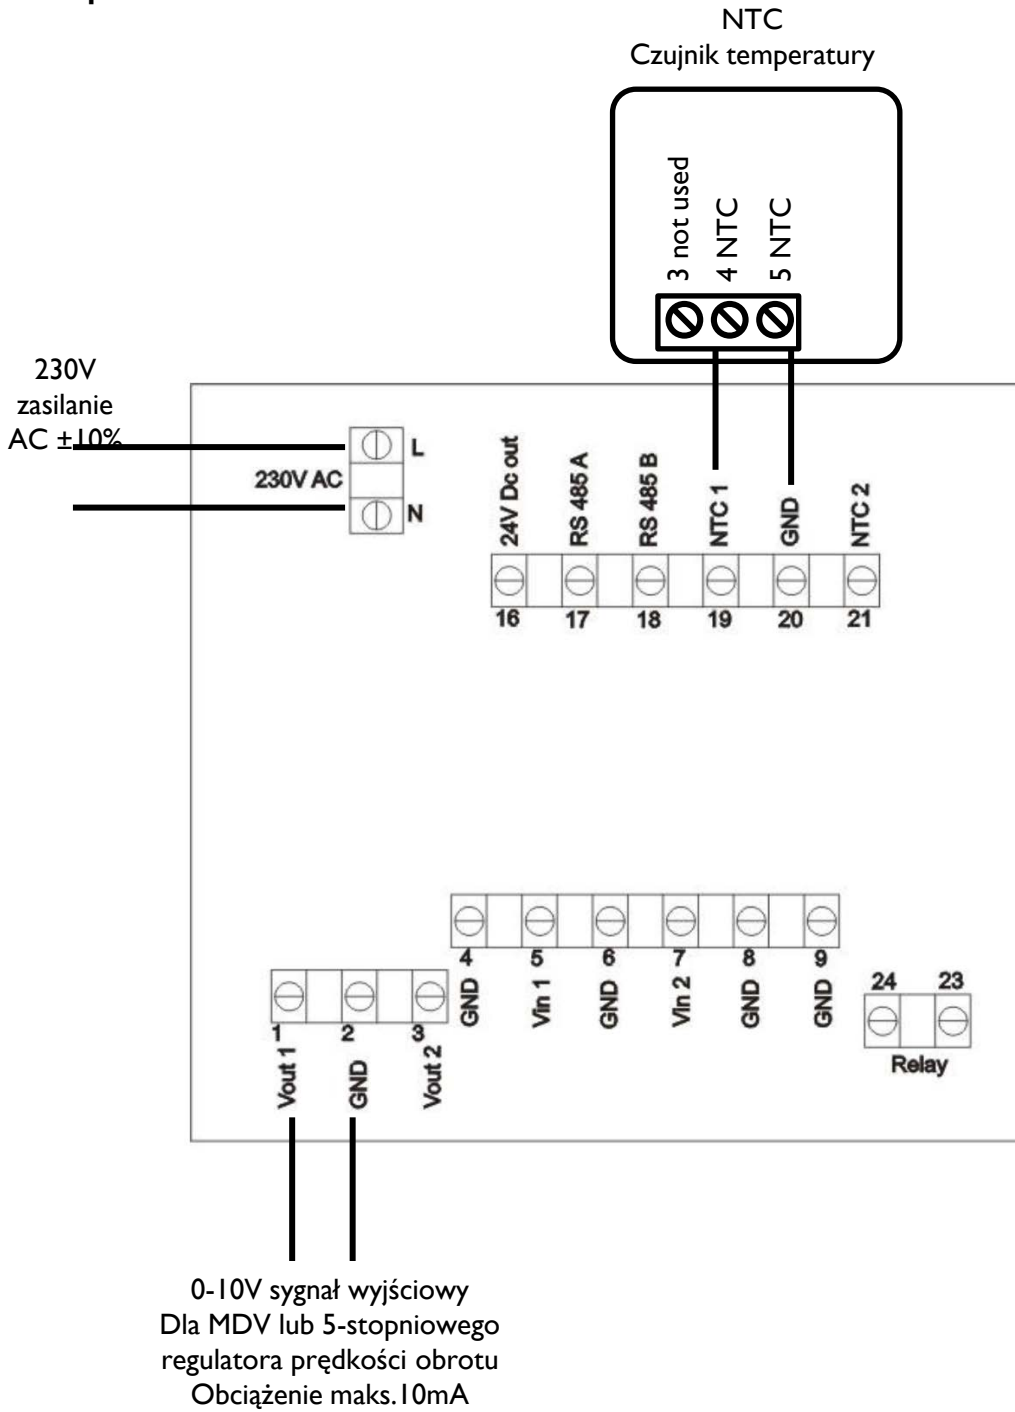 NTC
Czujnik temperatury
3 not used
4 NTC
5 NTC
230V
zasilanie
AC ±10%
L
230V AC
N
24V Dc out
RS 485 A
RS 485 B
NTC 1
GND
NTC 2
16 17 18 19 20 21
4 5 6 7 8 9
GND
Vin 1
GND
Vin 2
GND
GND
24 23
Relay
1 2 3
Vout 1
GND
Vout 2
0-10V sygnał wyjściowy
Dla MDV lub 5-stopniowego
regulatora prędkości obrotu
Obciążenie maks.10mA